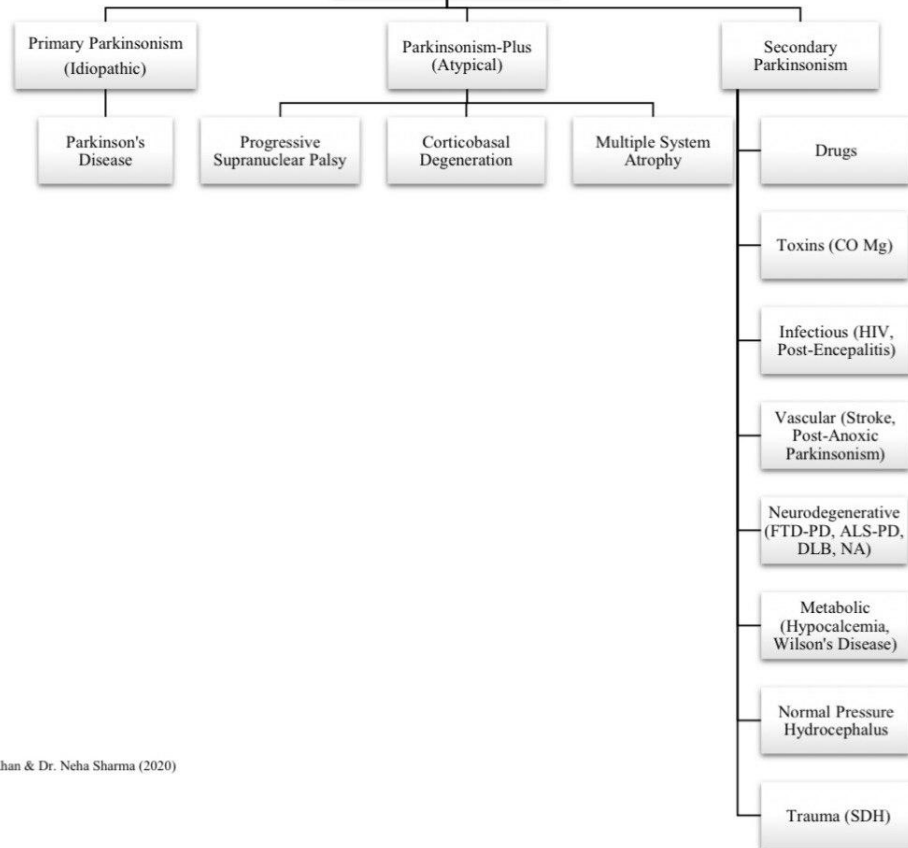 Primary Parkinsonism
(Idiopathic)
Parkinsonism-Plus
(Atypical)
Secondary
Parkinsonism
Parkinson's
Disease
Progressive
Supranuclear Palsy
Corticobasal
Degeneration
Multiple System
Atrophy
Drugs
Toxins (CO Mg)
Infectious (HIV,
Post-Encepalitis)
Vascular (Stroke,
Post-Anoxic
Parkinsonism)
Neurodegenerative
(FTD-PD, ALS-PD,
DLB, NA)
Metabolic
(Hypocalcemia,
Wilson's Disease)
Normal Pressure
Hydrocephalus
& Dr. Neha Sharma (2020)
Trauma (SDH)